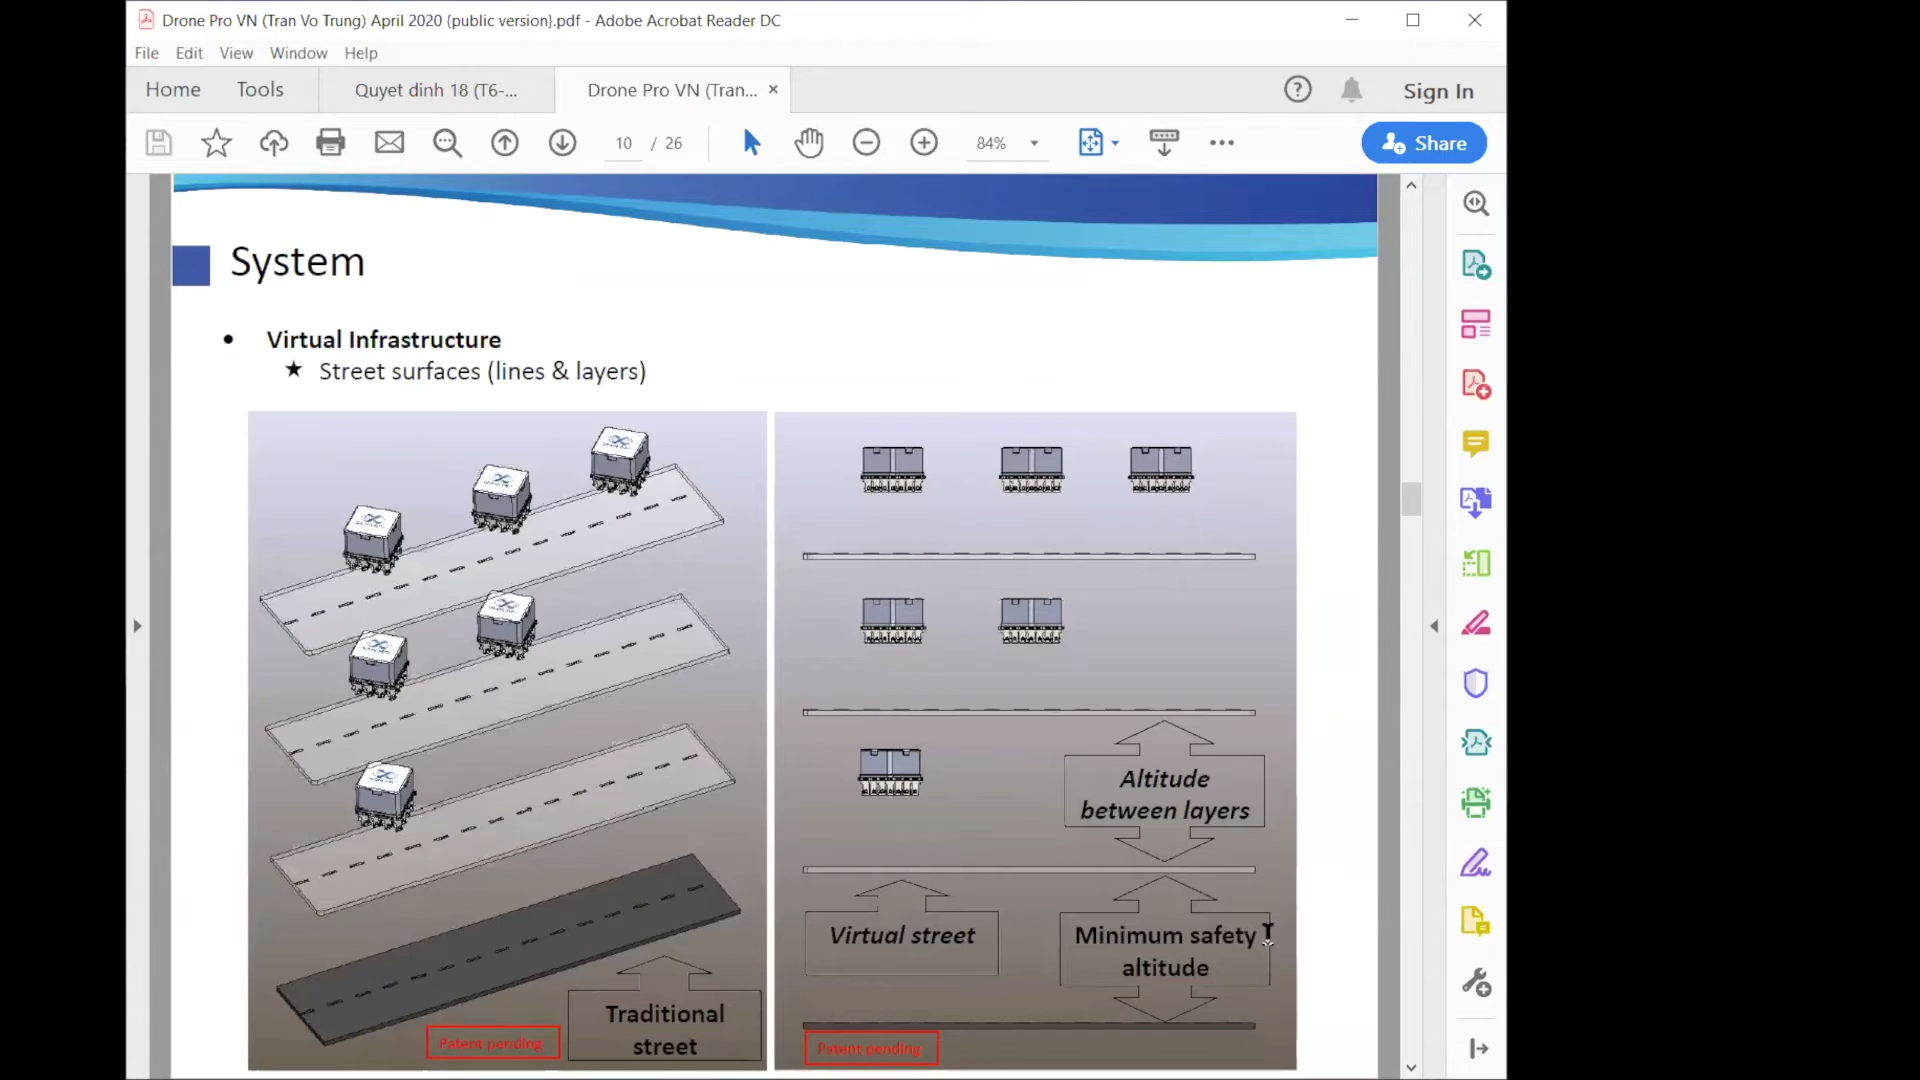 Drone Pro VN (Tran Vo Trung) April 2020 {public version}.pdf - Adobe Acrobat Reader DC
File Edit View Window Help
Home Tools Quyet dinh 18 (T6-... Drone Pro VN (Tran... Sign In
10 / 26 84% Share
System
• Virtual Infrastructure
★ Street surfaces (lines & layers)
Altitude
between layers
Virtual street
Minimum safety
altitude
Traditional
street
Patent pending
Patent pending